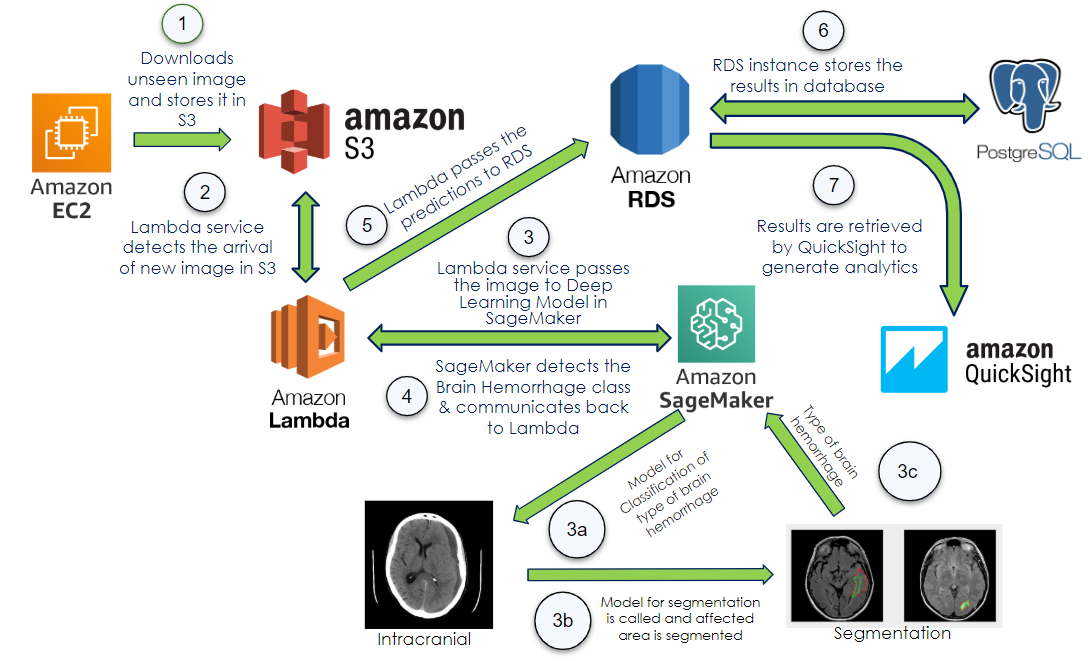 1
Downloads
unseen image
and stores it in
S3
Amazon
EC2
amazon
S3
2
Lambda service
detects the arrival
of new image in S3
5
Lambda passes the
predictions to RDS
Amazon
RDS
6
RDS instance stores the
results in database
PostgreSQL
7
Results are retrieved
by QuickSight to
generate analytics
3
Lambda service passes
the image to Deep
Learning Model in
SageMaker
Amazon
Lambda
4
SageMaker detects the
Brain Hemorrhage class
& communicates back
to Lambda
Amazon
SageMaker
amazon
QuickSight
Model for
Classification of
type of brain
hemorrhage
3a
Type of brain
hemorrhage
3c
Intracranial
3b
Model for segmentation
is called and affected
area is segmented
Segmentation